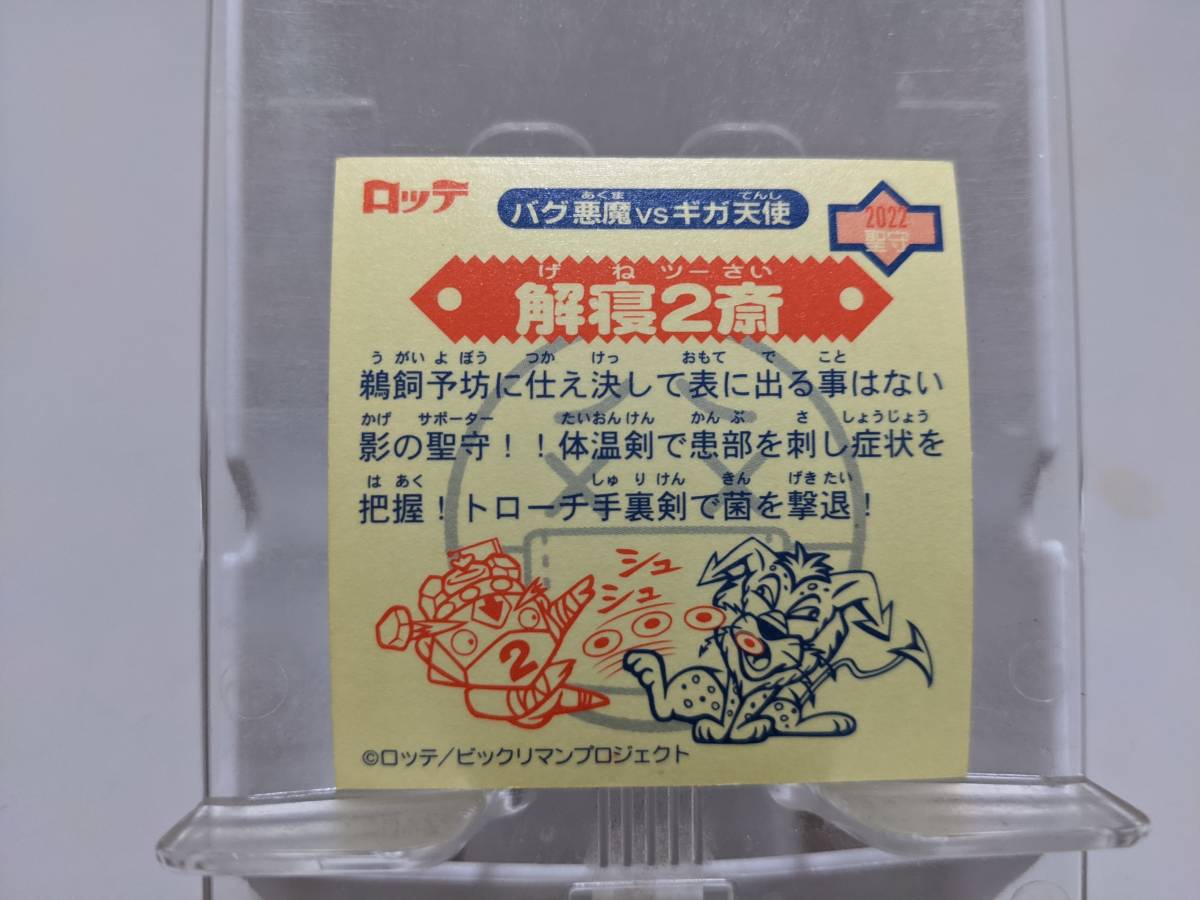 ロッテ
あくま てんし
バグ悪魔vsギガ天使
2022
聖守
げねツーさい
解寝2斎
うがいよぼう つか けっ おもて で こと
鵜飼予坊に仕え決して表に出る事はない
かげ サポーター たいおんけん かんぶ さ しょうじょう
影の聖守！！体温剣で患部を刺し症状を
はあく しゅりけん きん げきたい
把握！トローチ手裏剣で菌を撃退！
シュ
シュ
2
©ロッテ/ビックリマンプロジェクト